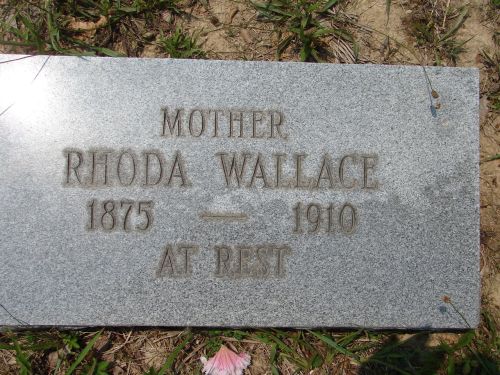 MOTHER
RHODA WALLACE
1875 — 1910
AT REST